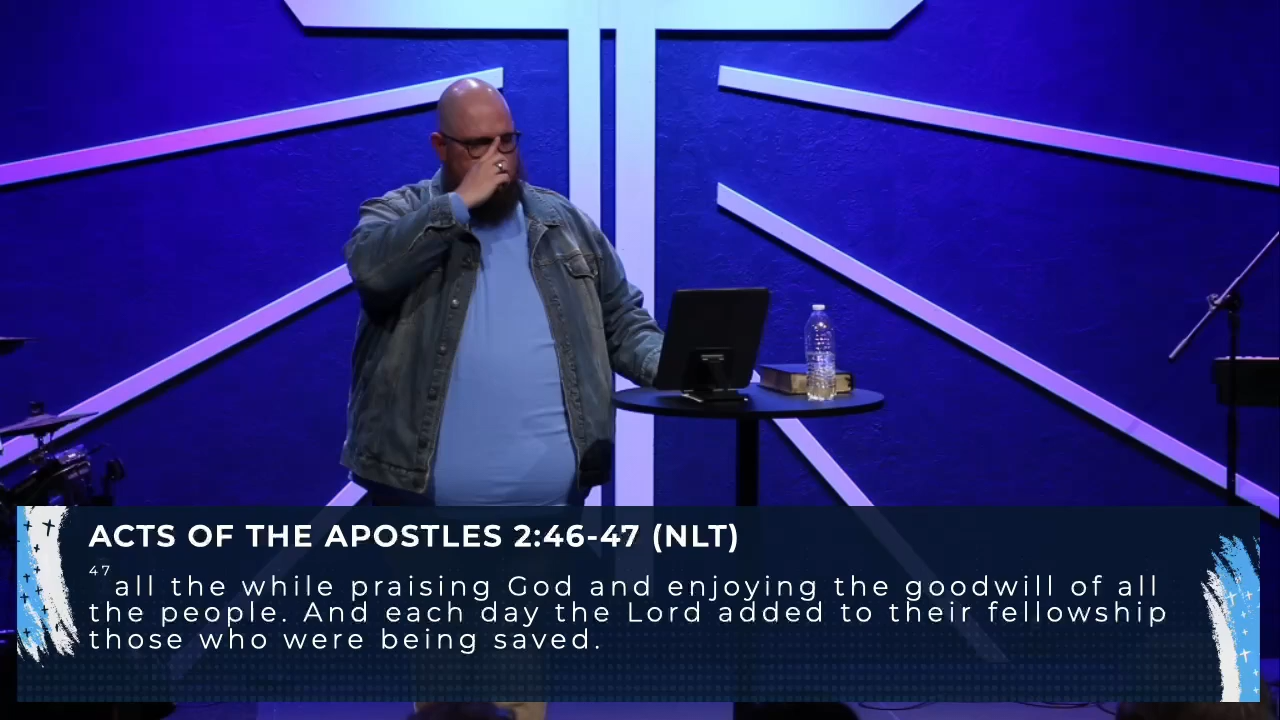 ACTS OF THE APOSTLES 2:46-47 (NLT)
47 all the while praising God and enjoying the goodwill of all
the people. And each day the Lord added to their fellowship
those who were being saved.